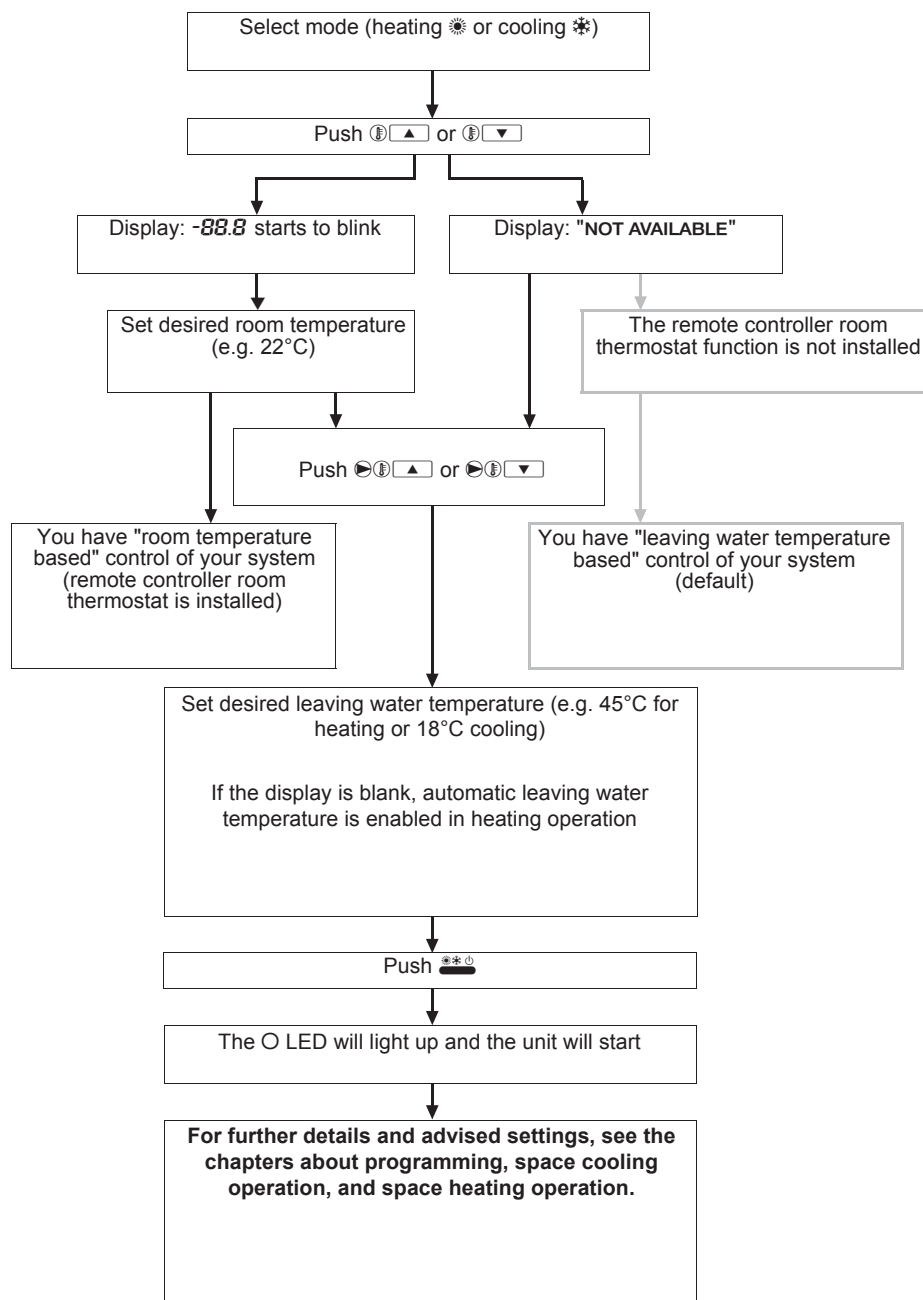 Select mode (heating ☀ or cooling ❄)
Push ▲ or ▼
Display: -88.8 starts to blink
Display: "NOT AVAILABLE"
Set desired room temperature
(e.g. 22°C)
The remote controller room
thermostat function is not installed
Push ▲ or ▼
You have "room temperature
based" control of your system
(remote controller room
thermostat is installed)
You have "leaving water temperature
based" control of your system
(default)
Set desired leaving water temperature (e.g. 45°C for
heating or 18°C cooling)
If the display is blank, automatic leaving water
temperature is enabled in heating operation
Push
The O LED will light up and the unit will start
For further details and advised settings, see the
chapters about programming, space cooling
operation, and space heating operation.